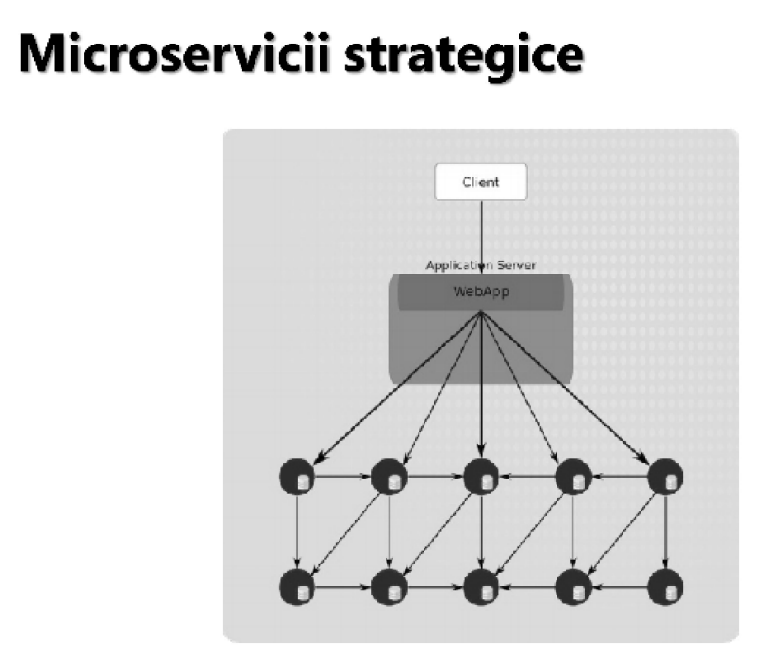 Microservicii strategice
Client
Application Server
WebApp